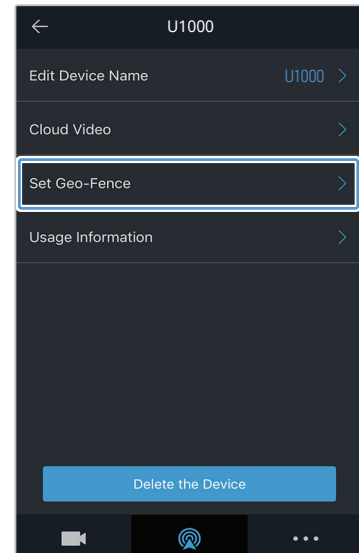 U1000
Edit Device Name U1000
Cloud Video
Set Geo-Fence
Usage Information
Delete the Device